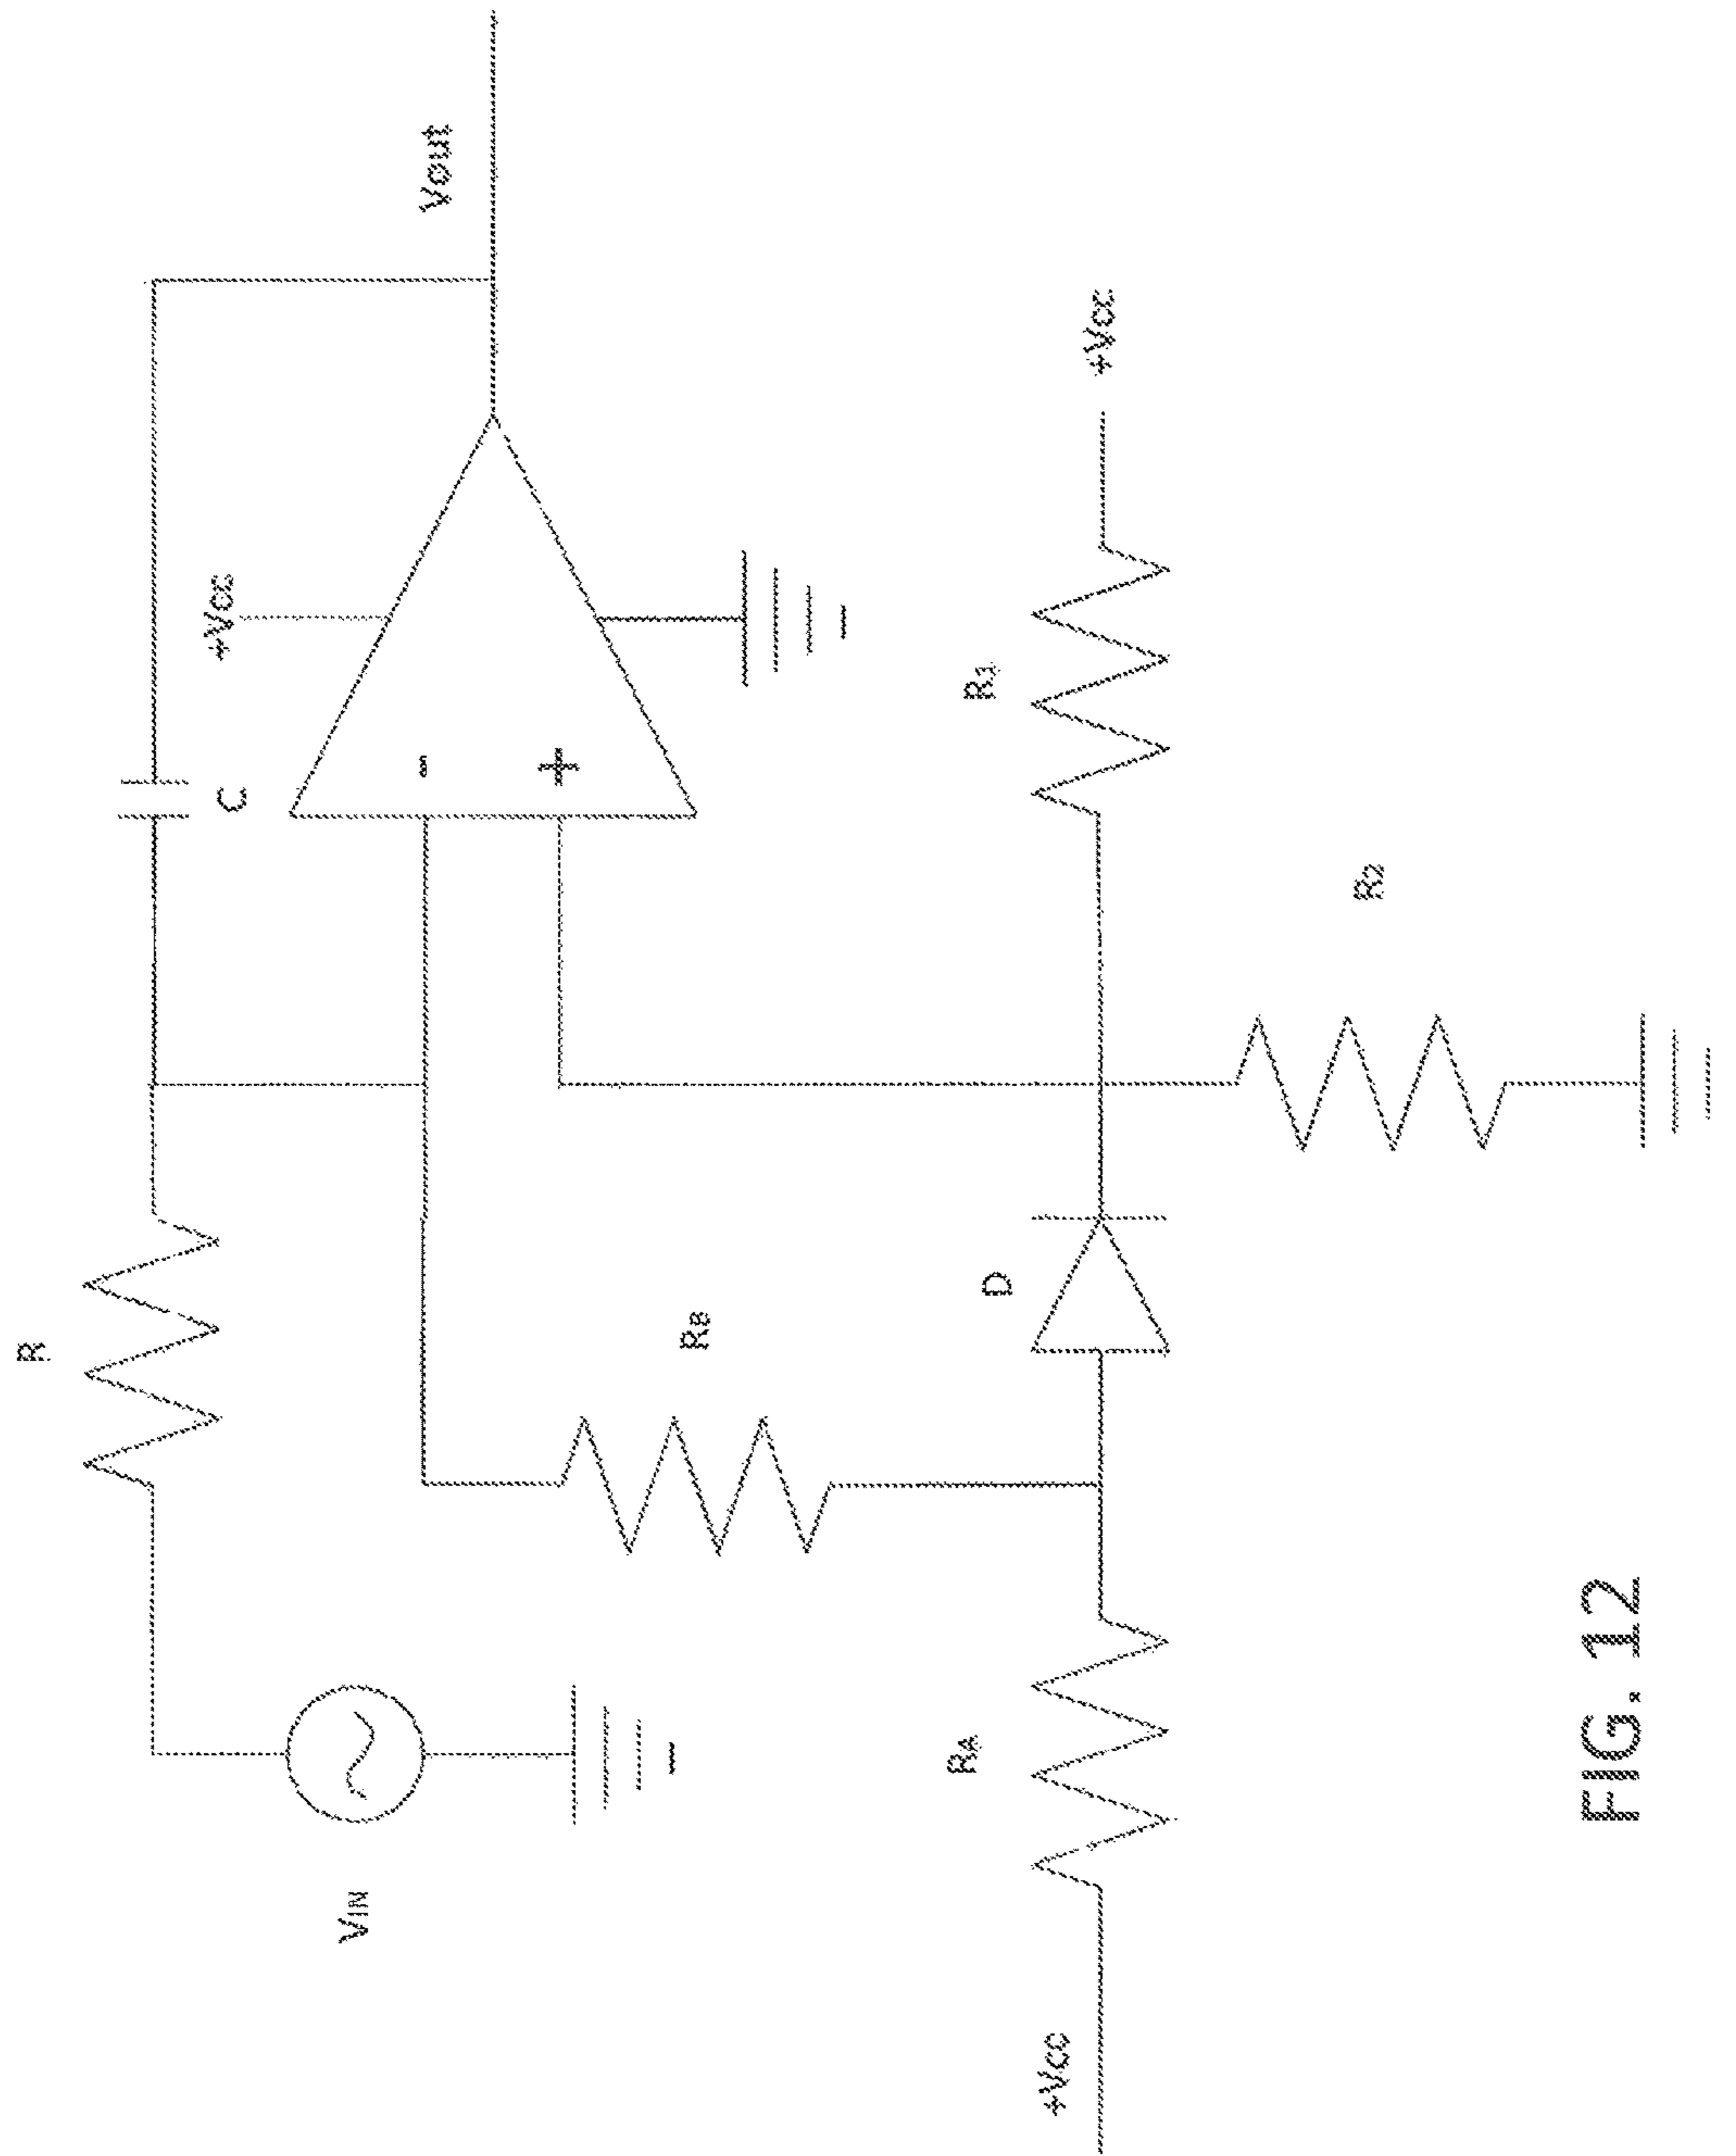 R
C
+Vcc
Vout
VIN
-
+
RB
R1
+Vcc
D
RA
+Vcc
R2
FIG. 12